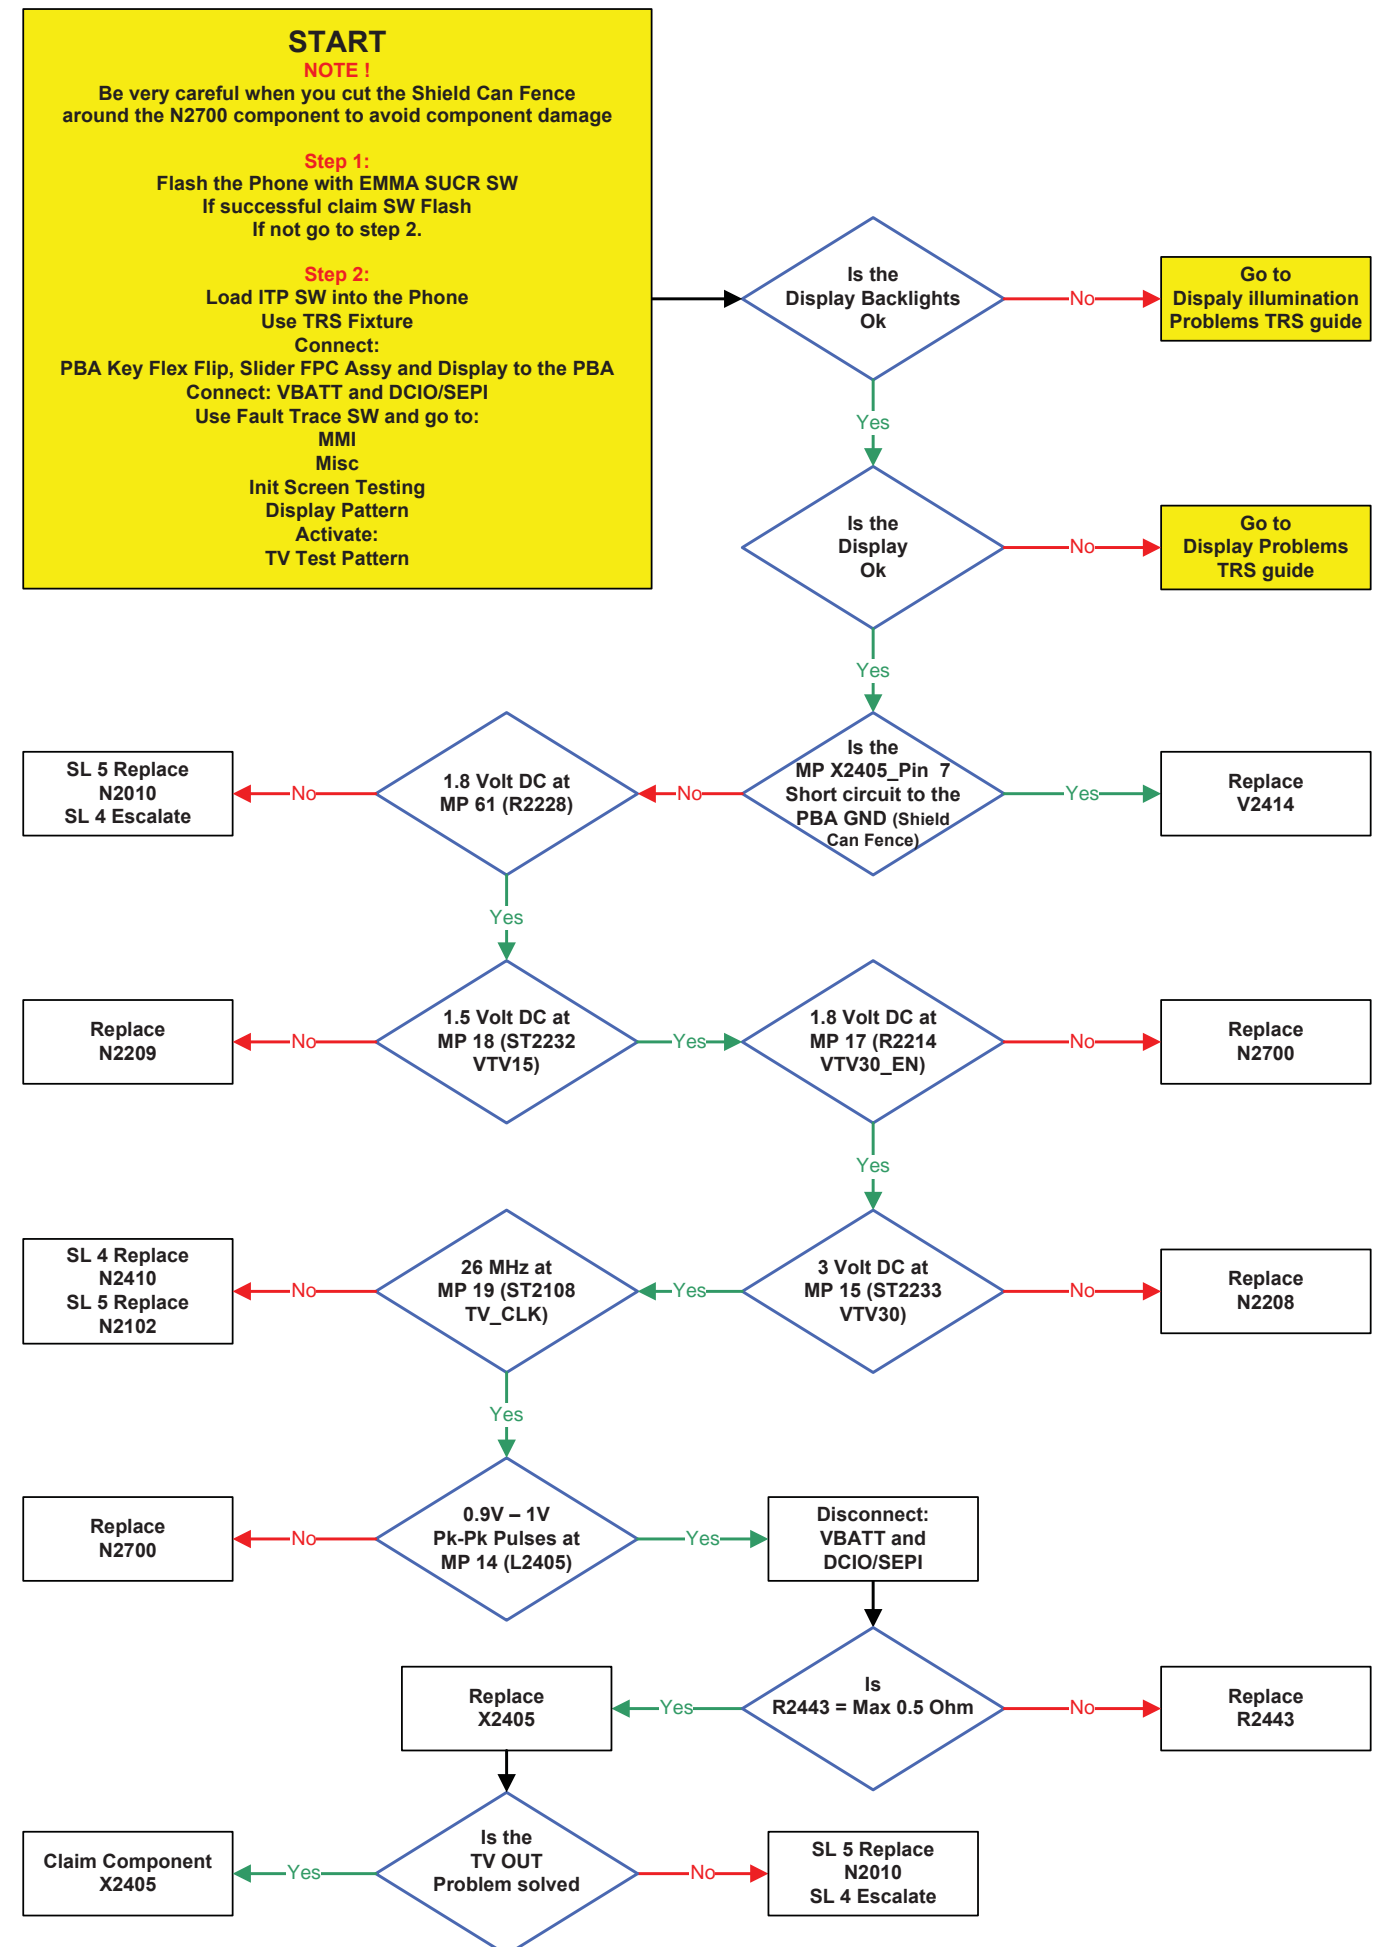 START
NOTE !
Be very careful when you cut the Shield Can Fence
around the N2700 component to avoid component damage
Step 1:
Flash the Phone with EMMA SUCR SW
If successful claim SW Flash
If not go to step 2.
Step 2:
Load ITP SW into the Phone
Use TRS Fixture
Connect:
PBA Key Flex Flip, Slider FPC Assy and Display to the PBA
Connect: VBATT and DCIO/SEPI
Use Fault Trace SW and go to:
MMI
Misc
Init Screen Testing
Display Pattern
Activate:
TV Test Pattern
Is the
Display Backlights
Ok
No
Go to
Dispaly illumination
Problems TRS guide
Yes
Is the
Display
Ok
No
Go to
Display Problems
TRS guide
Yes
Is the
MP X2405_Pin 7
Short circuit to the
PBA GND (Shield
Can Fence)
Yes
Replace
V2414
No
1.8 Volt DC at
MP 61 (R2228)
No
SL 5 Replace
N2010
SL 4 Escalate
Yes
1.5 Volt DC at
MP 18 (ST2232
VTV15)
No
Replace
N2209
Yes
1.8 Volt DC at
MP 17 (R2214
VTV30_EN)
No
Replace
N2700
Yes
3 Volt DC at
MP 15 (ST2233
VTV30)
No
Replace
N2208
Yes
26 MHz at
MP 19 (ST2108
TV_CLK)
No
SL 4 Replace
N2410
SL 5 Replace
N2102
Yes
0.9V – 1V
Pk-Pk Pulses at
MP 14 (L2405)
No
Replace
N2700
Yes
Disconnect:
VBATT and
DCIO/SEPI
Is
R2443 = Max 0.5 Ohm
No
Replace
R2443
Yes
Replace
X2405
Is the
TV OUT
Problem solved
Yes
Claim Component
X2405
No
SL 5 Replace
N2010
SL 4 Escalate